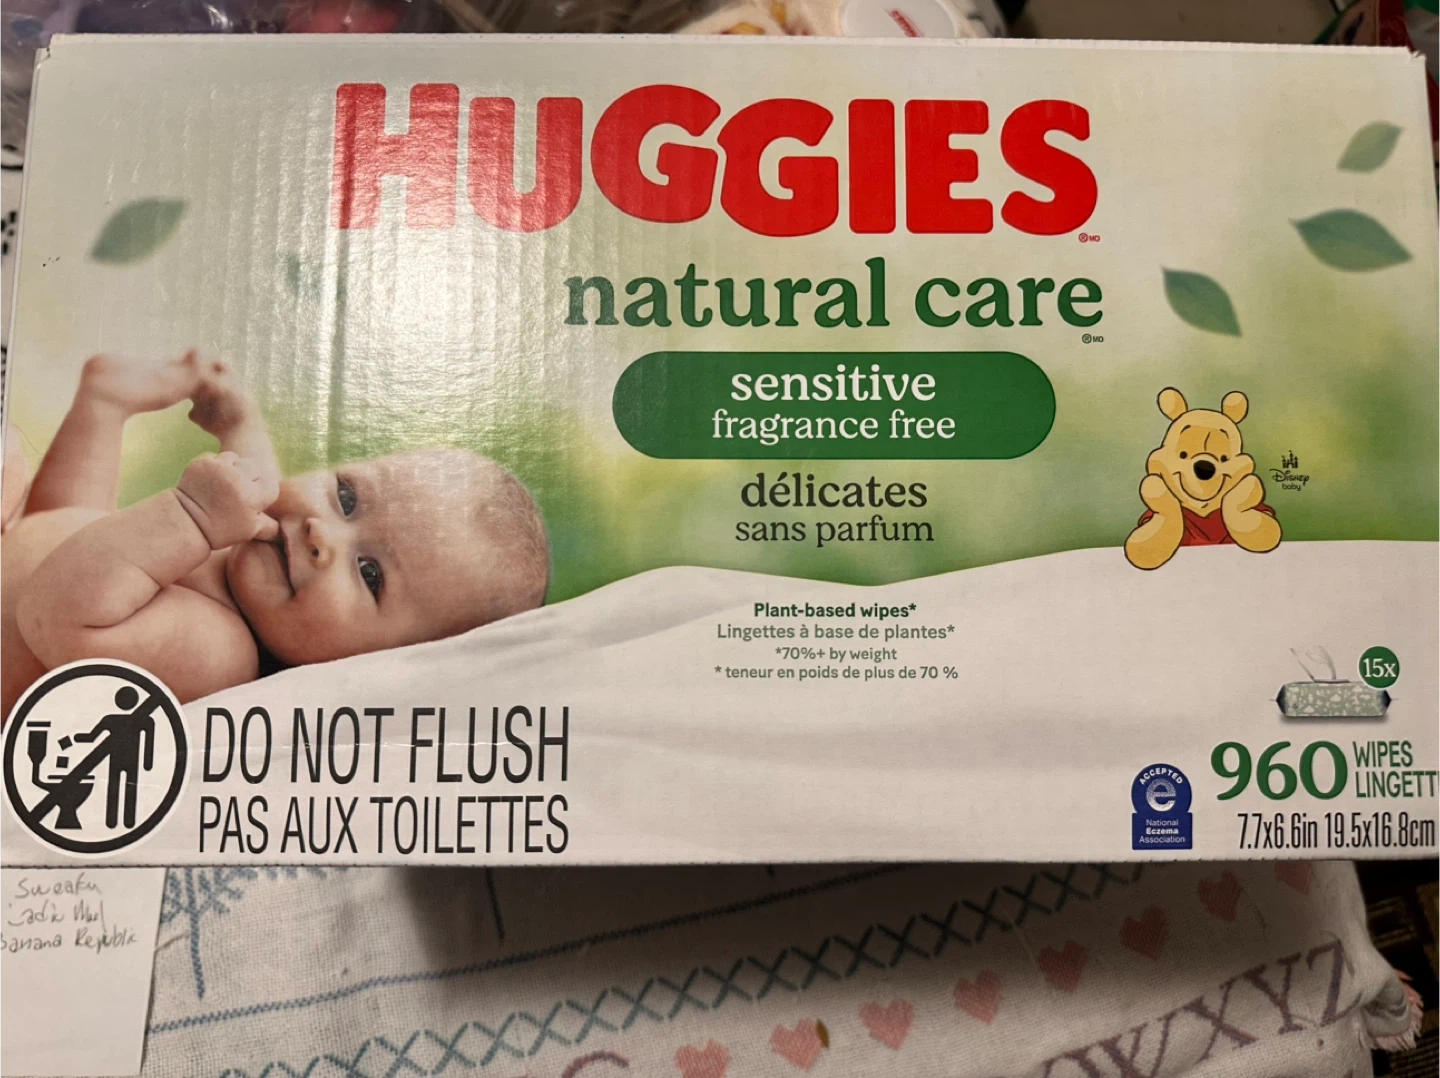 HUGGIES
®MD
natural care
®MD
sensitive
fragrance free
délicates
sans parfum
Disney
baby
Plant-based wipes*
Lingettes à base de plantes*
*70%+ by weight
* teneur en poids de plus de 70 %
15x
DO NOT FLUSH
PAS AUX TOILETTES
ACCEPTED
e
National
Eczema
Association
960 WIPES
LINGETT
7.7x6.6in 19.5x16.8cm
Banana Republic
WXYZ